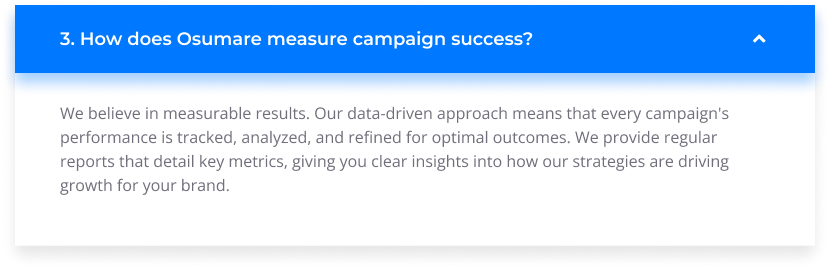 3. How does Osumare measure campaign success?
We believe in measurable results. Our data-driven approach means that every campaign's
performance is tracked, analyzed, and refined for optimal outcomes. We provide regular
reports that detail key metrics, giving you clear insights into how our strategies are driving
growth for your brand.